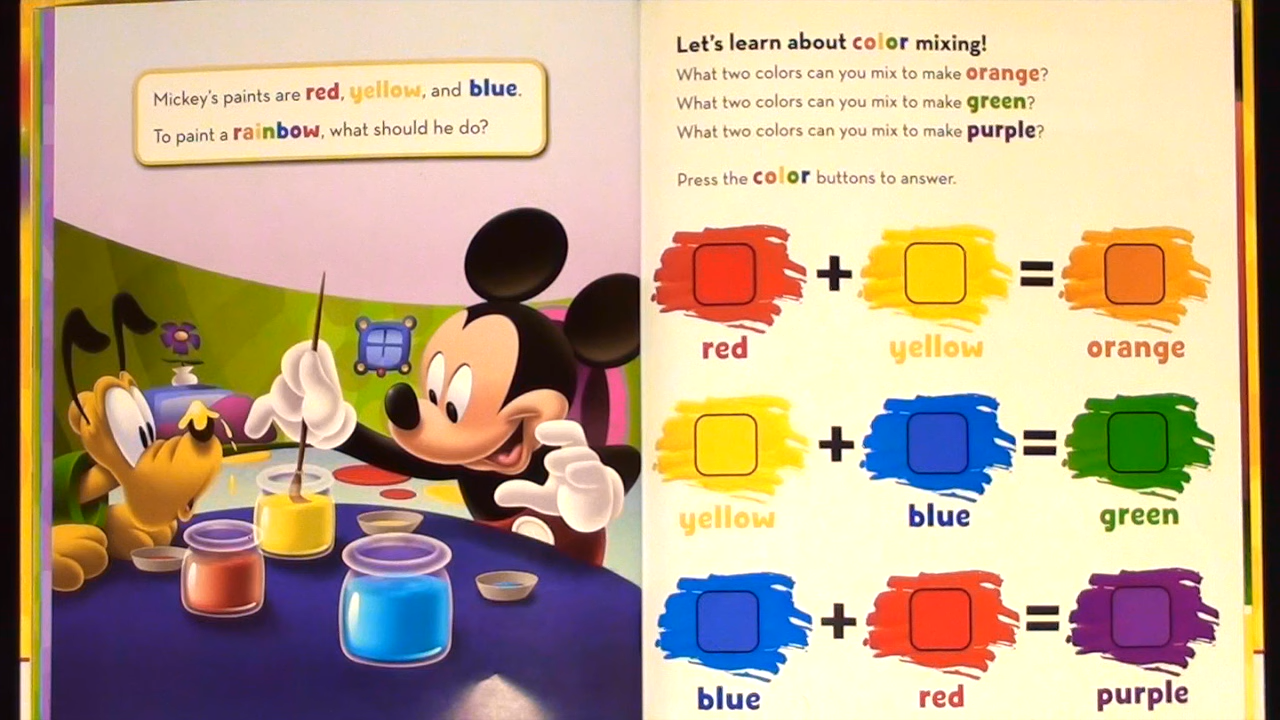 Mickey's paints are red, yellow, and blue.
To paint a rainbow, what should he do?
Let's learn about color mixing!
What two colors can you mix to make orange?
What two colors can you mix to make green?
What two colors can you mix to make purple?
Press the color buttons to answer.
red + yellow = orange
yellow + blue = green
blue + red = purple